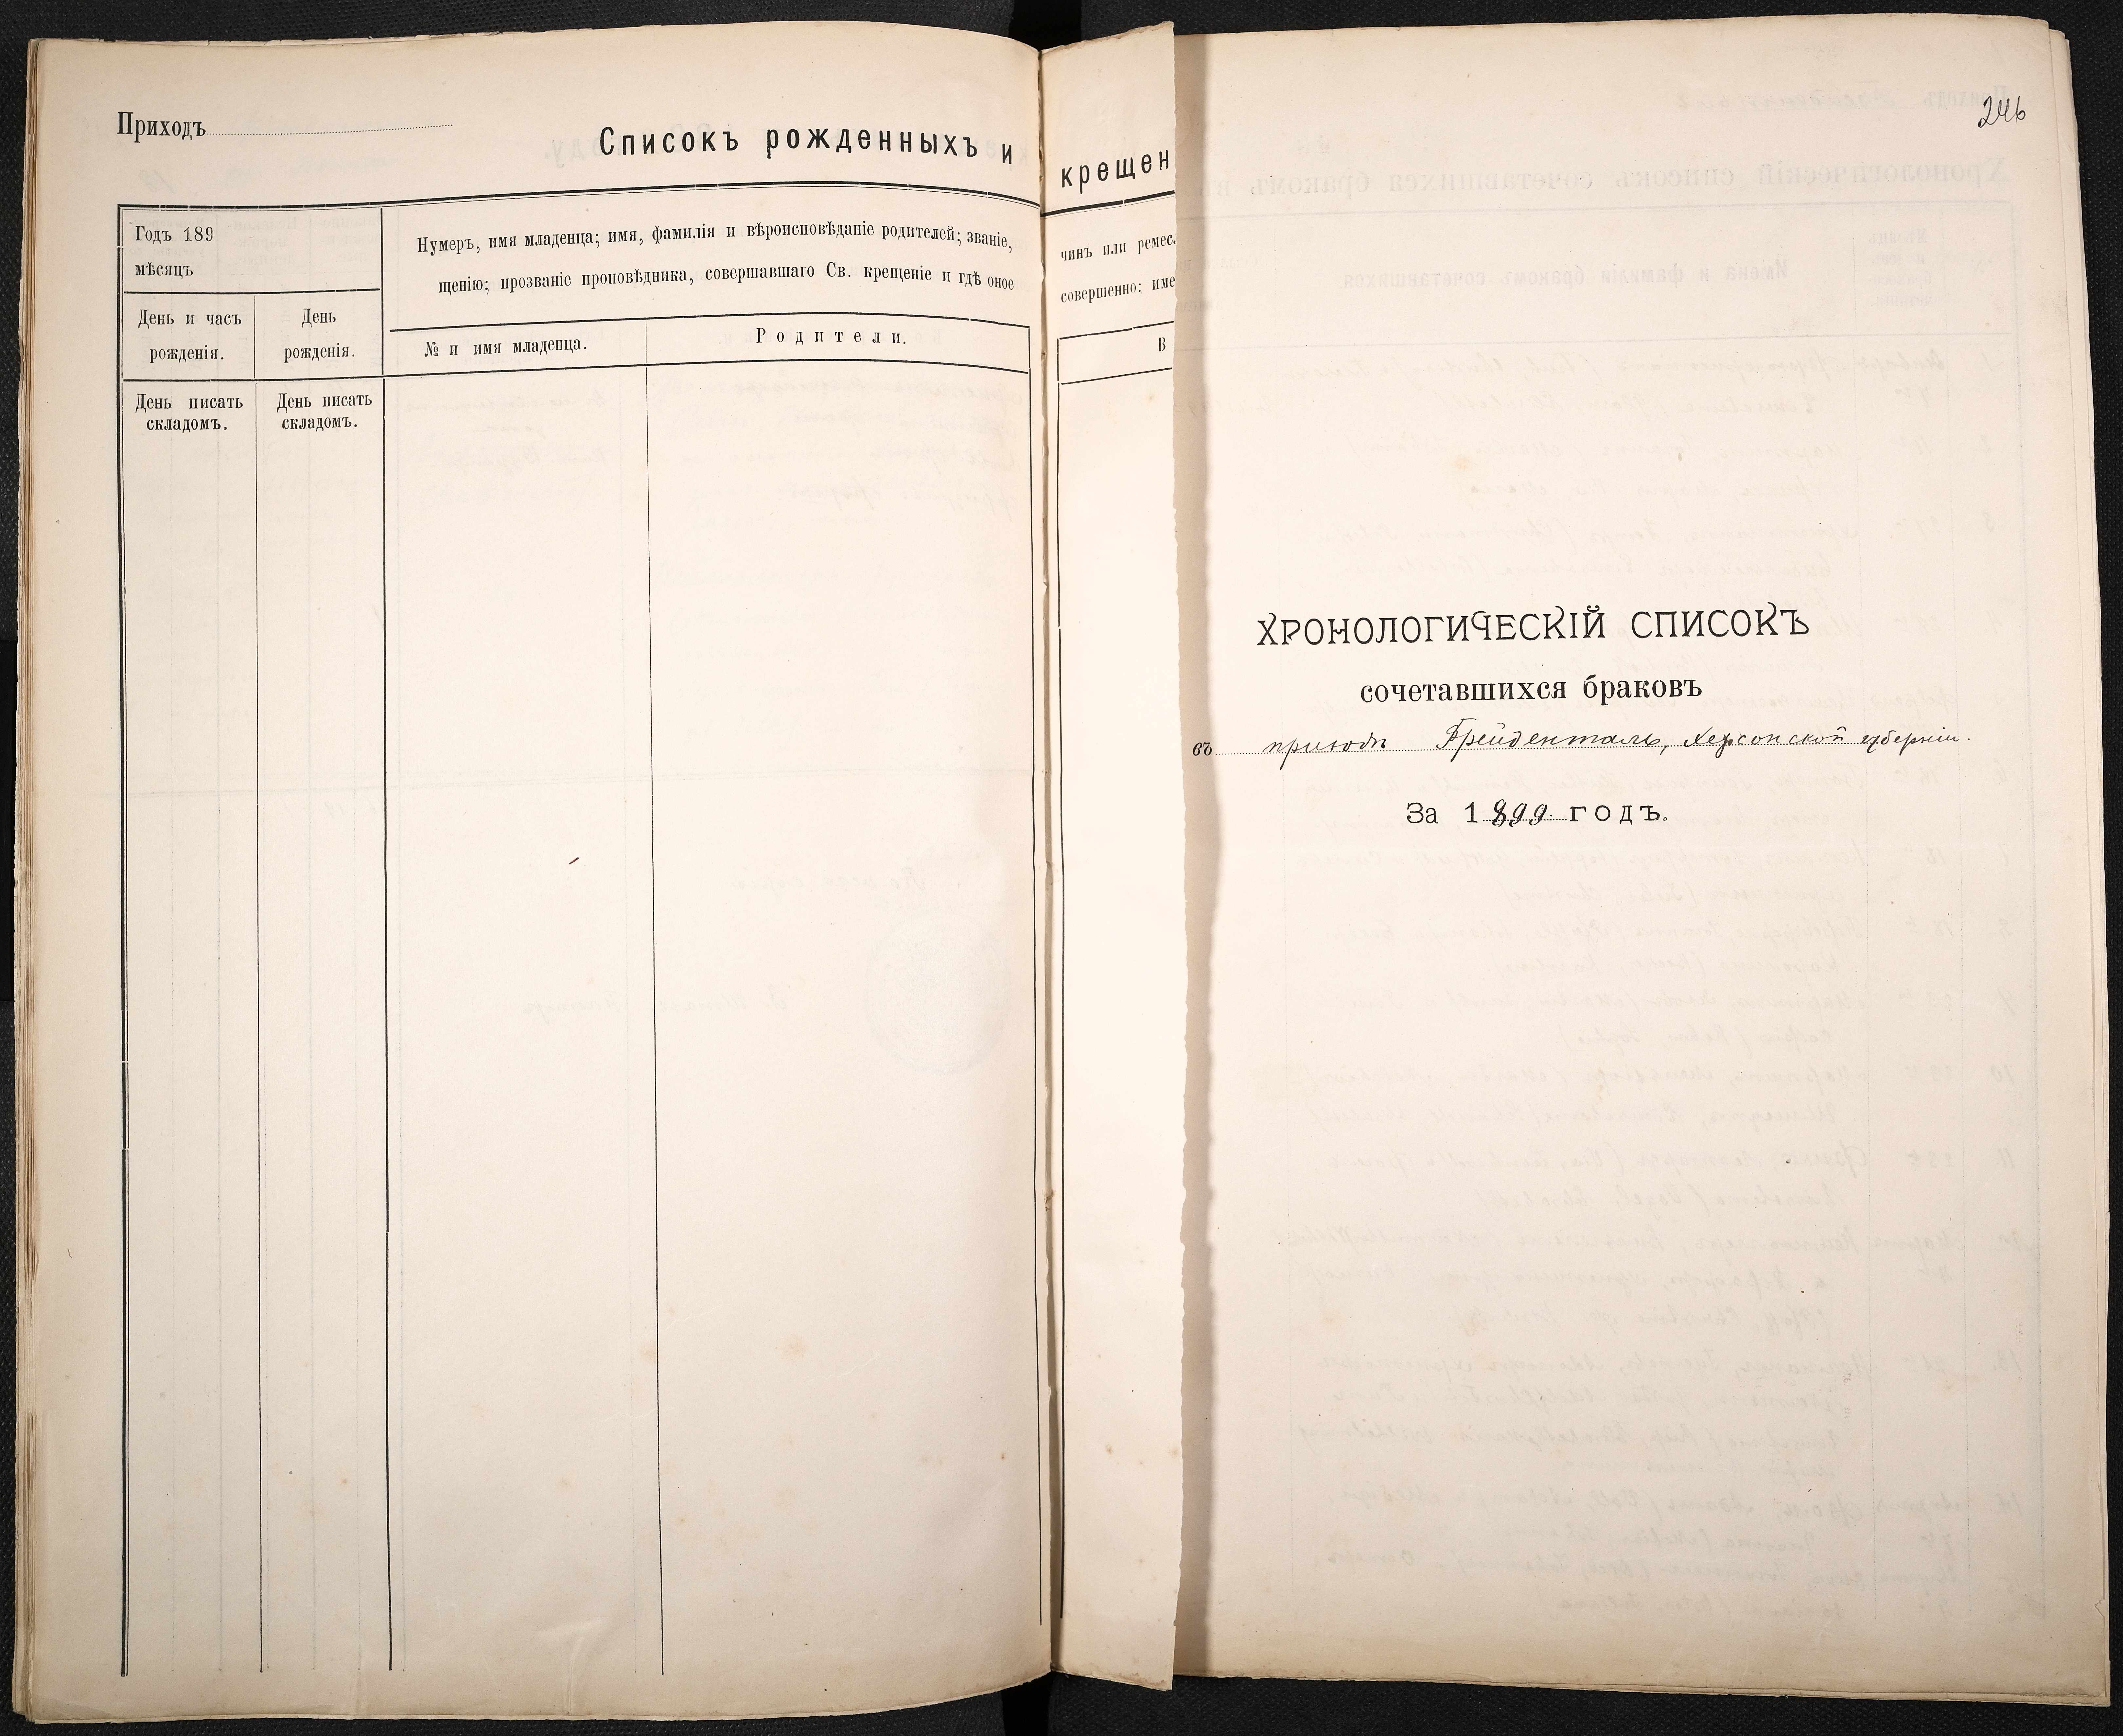 Приходъ
Списокъ рожденныхъ и
Годъ 189
мѣсяцъ
Нумеръ, имя младенца; имя, фамилія и вѣроисповѣданіе родителей; званіе,
щенію; прозваніе проповѣдника, совершавшаго Св. крещеніе и гдѣ оное
День и часъ
рожденія.
День
рожденія.
№ и имя младенца.
Родители.
День писать
складомъ.
День писать
складомъ.
крещен
чинъ или ремес.
совершенно; име
В
246
ХРОНОЛОГИЧЕСКІЙ СПИСОКЪ
сочетавшихся браковъ
въ приходѣ Грейденталь, Херсонской губерніи.
За 1899 годъ.